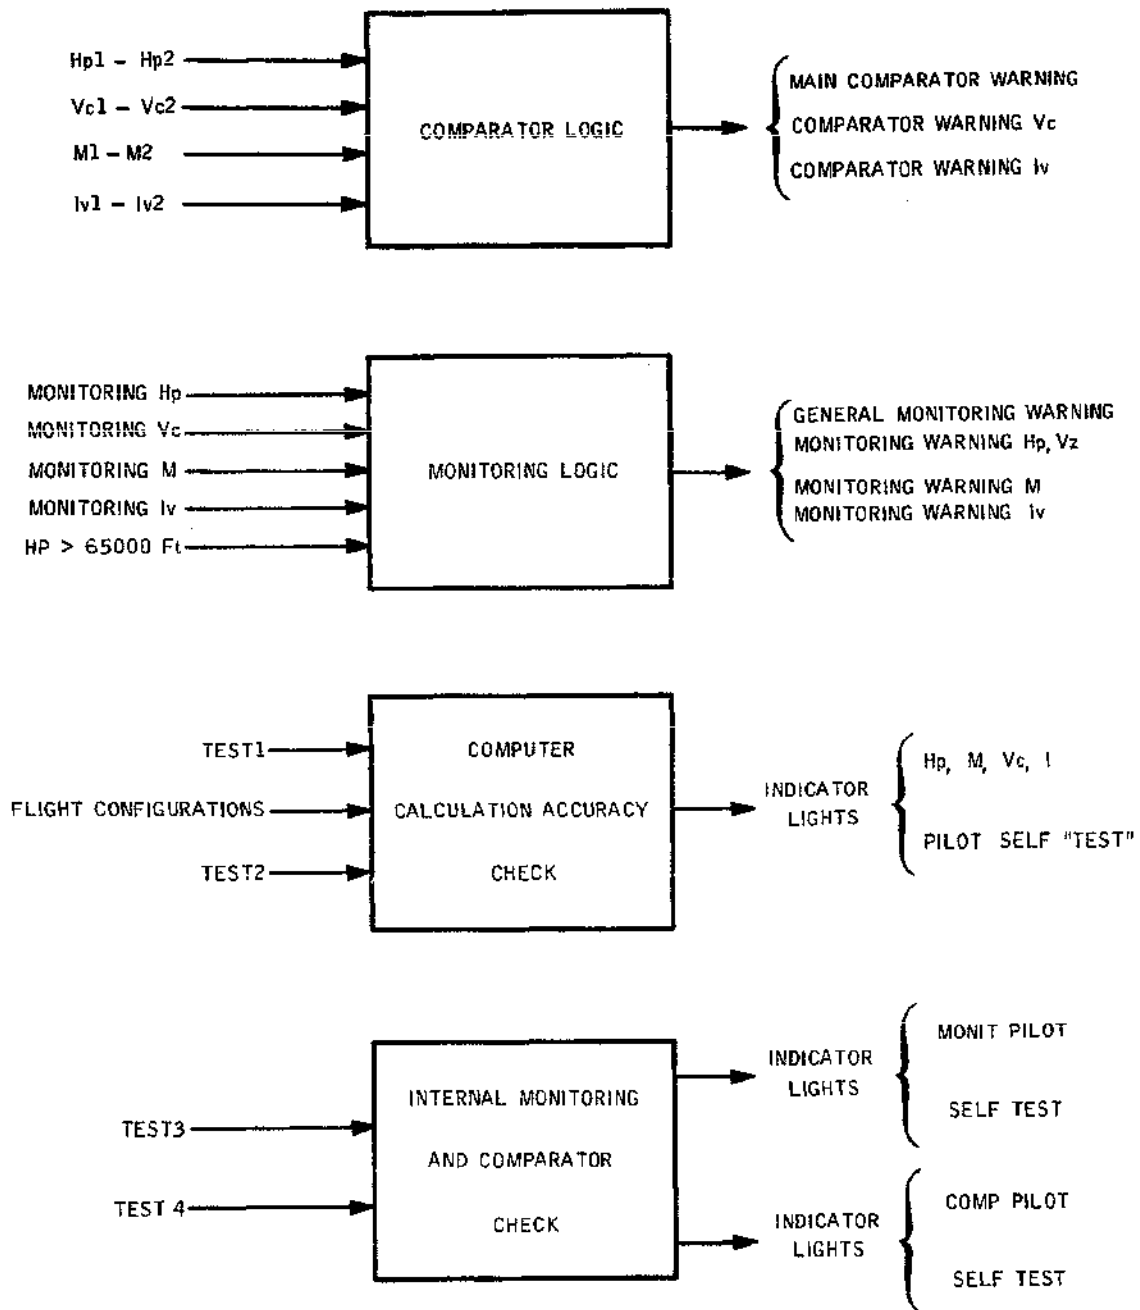 Hp1 - Hp2
Vc1 - Vc2
M1 - M2
Iv1 - Iv2
COMPARATOR LOGIC
MAIN COMPARATOR WARNING
COMPARATOR WARNING Vc
COMPARATOR WARNING Iv
MONITORING Hp
MONITORING Vc
MONITORING M
MONITORING Iv
HP > 65000 Ft
MONITORING LOGIC
GENERAL MONITORING WARNING
MONITORING WARNING Hp, Vz
MONITORING WARNING M
MONITORING WARNING Iv
TEST1
FLIGHT CONFIGURATIONS
TEST2
COMPUTER
CALCULATION ACCURACY
CHECK
INDICATOR
LIGHTS
Hp, M, Vc, I
PILOT SELF "TEST"
TEST3
TEST 4
INTERNAL MONITORING
AND COMPARATOR
CHECK
INDICATOR
LIGHTS
MONIT PILOT
SELF TEST
INDICATOR
LIGHTS
COMP PILOT
SELF TEST